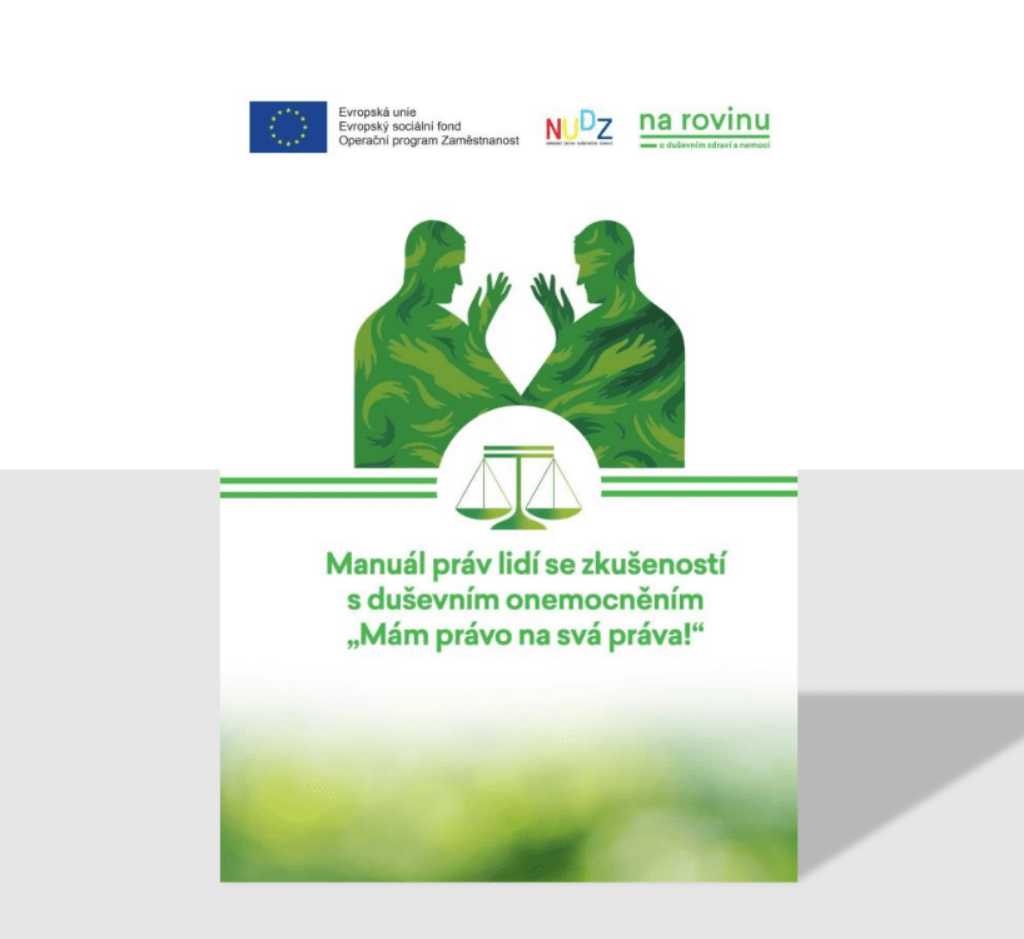 Evropská unie
Evropský sociální fond
Operační program Zaměstnanost
NUDZ
na rovinu
o duševním zdraví a nemoci
Manuál práv lidí se zkušeností
s duševním onemocněním
„Mám právo na svá práva!“